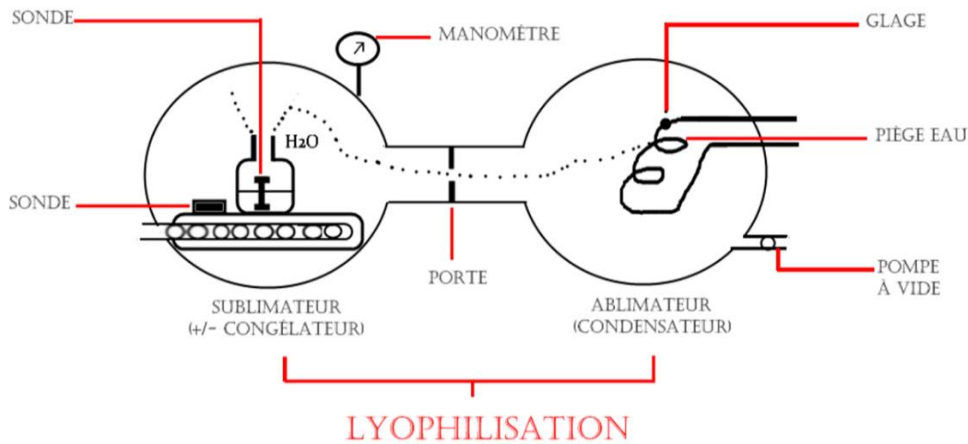 SONDE
MANOMÈTRE
GLAGE
H2O
PIÈGE EAU
SONDE
PORTE
POMPE
À VIDE
SUBLIMATEUR
(+/- CONGÉLATEUR)
ABLIMATEUR
(CONDENSATEUR)
LYOPHILISATION